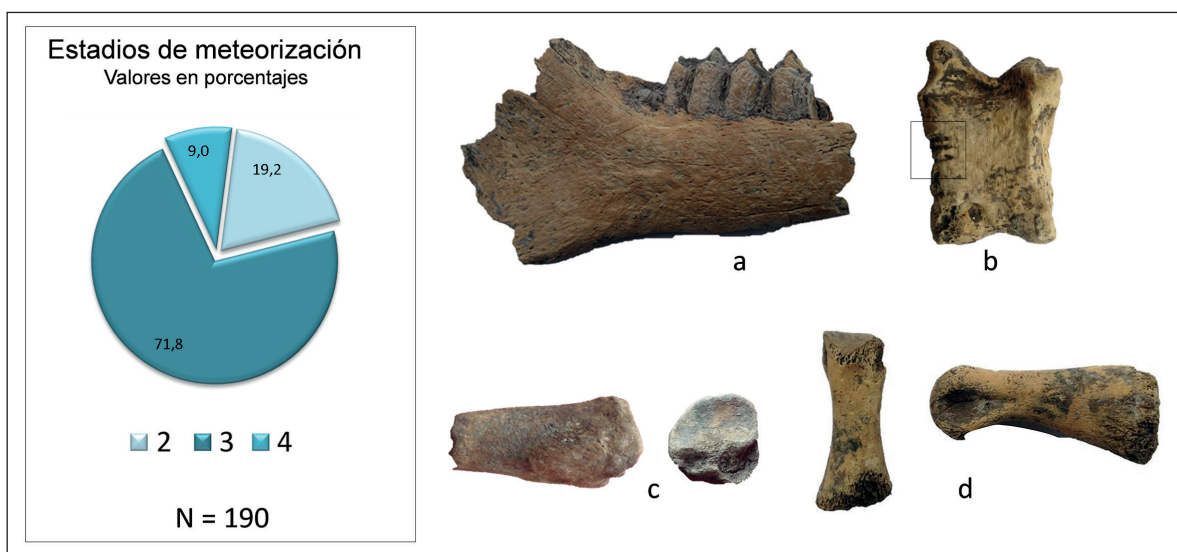 Estadios de meteorización
Valores en porcentajes
9,0
19,2
71,8
2 3 4
N = 190
a
b
c
d